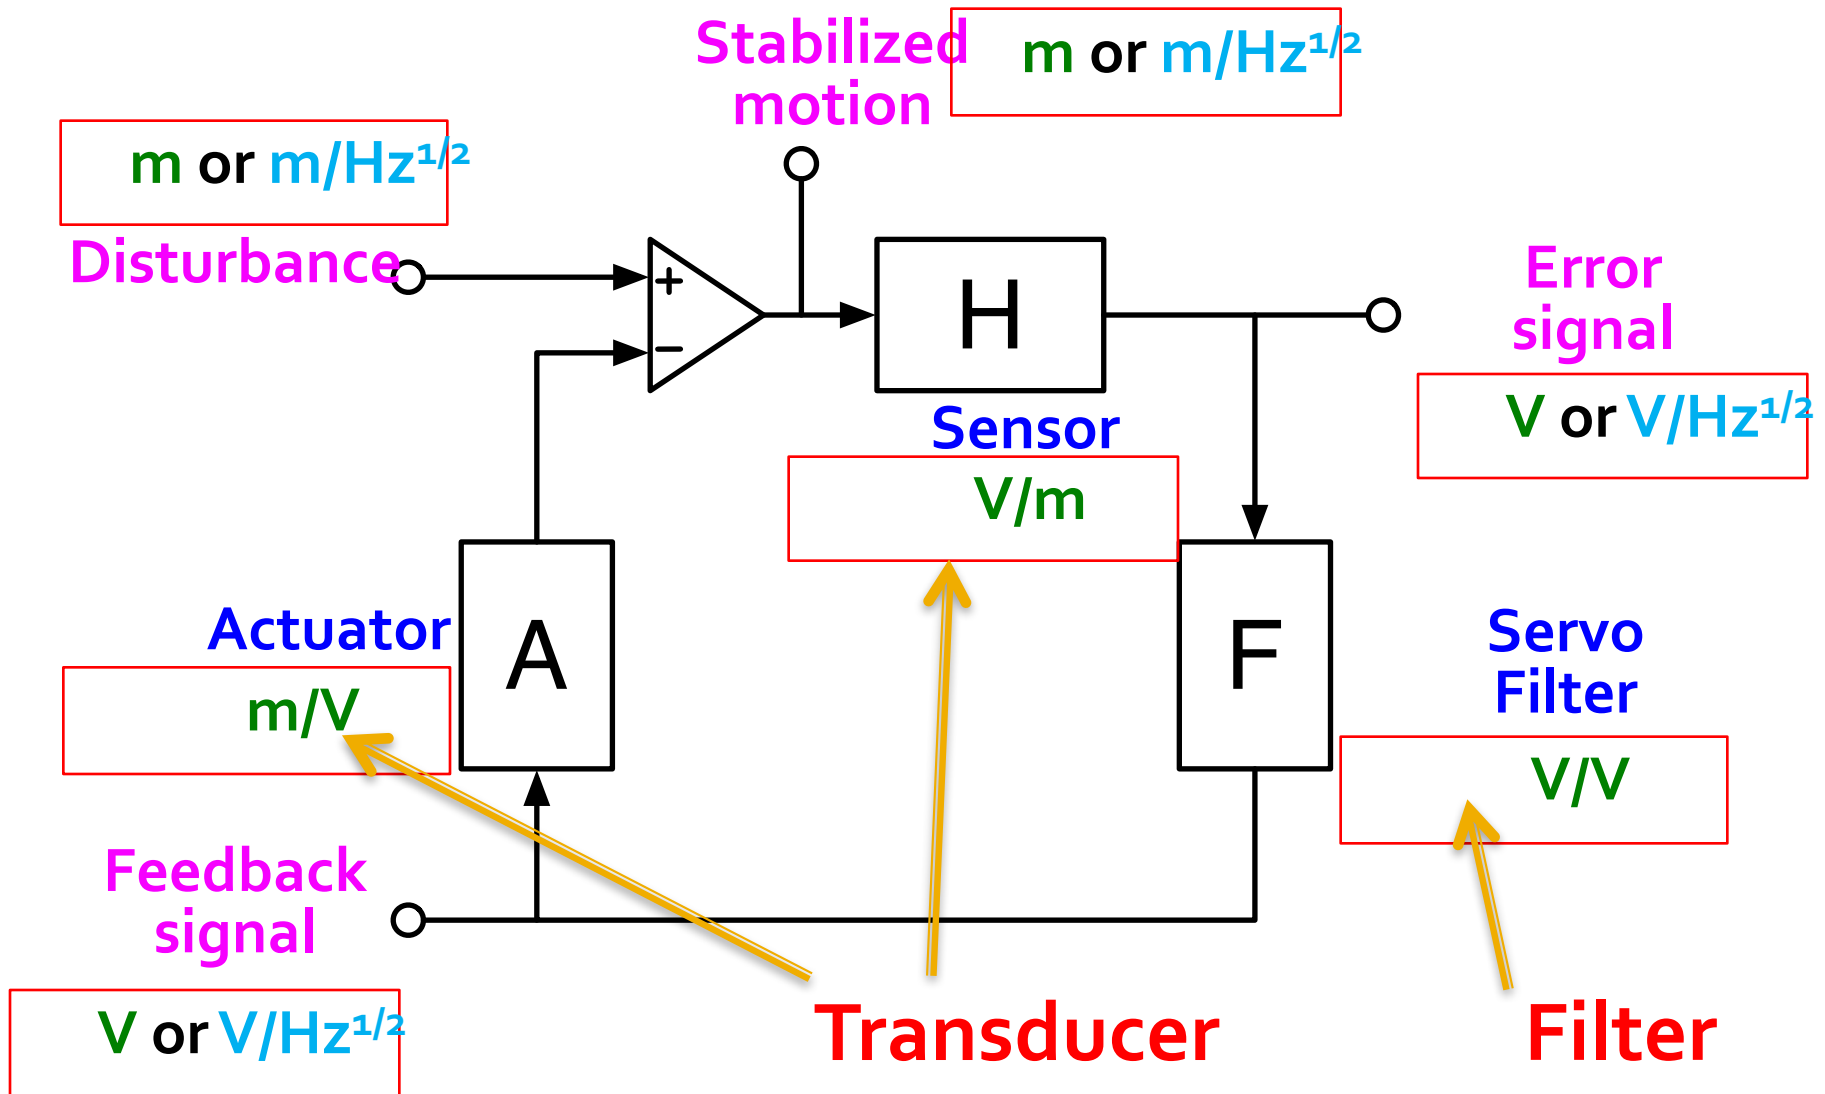 Stabilized
motion
m or m/Hz¹/²
m or m/Hz¹/²
Disturbance
+
−
H
Error
signal
V or V/Hz¹/²
Sensor
V/m
Actuator
m/V
A
F
Servo
Filter
V/V
Feedback
signal
V or V/Hz¹/²
Transducer
Filter